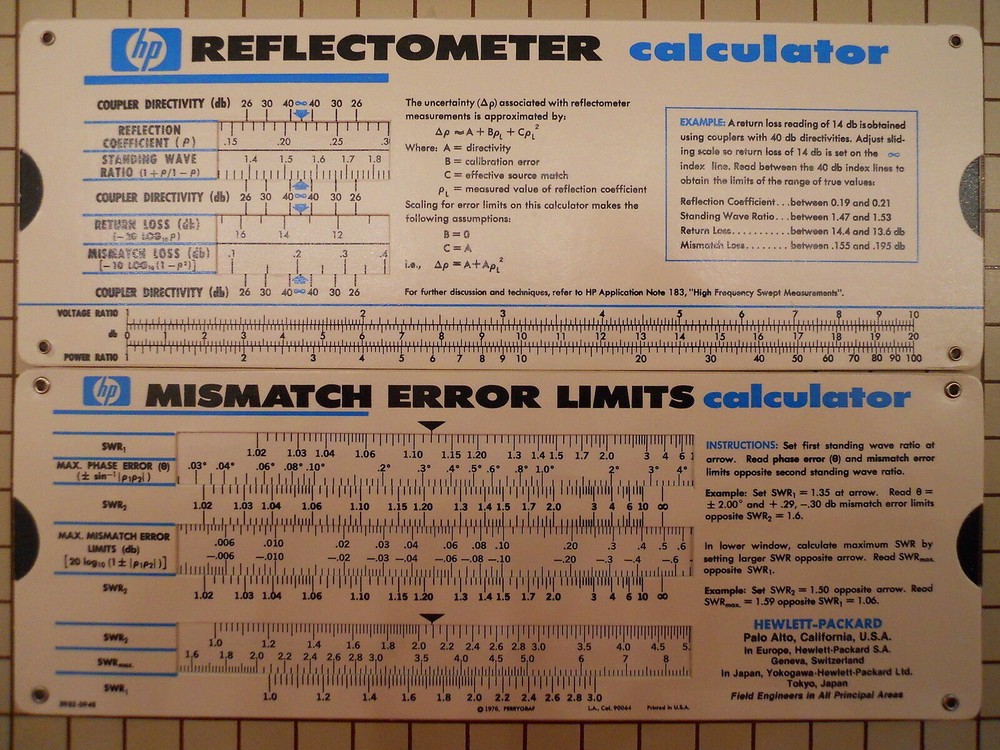 hp REFLECTOMETER calculator
COUPLER DIRECTIVITY (db) 26 30 40 ∞ 40 30 26
REFLECTION
COEFFICIENT (ρ) .15 .20 .25 .3
STANDING WAVE
RATIO (1+ρ/1−ρ) 1.4 1.5 1.6 1.7 1.8
COUPLER DIRECTIVITY (db) 26 30 40 ∞ 40 30 26
RETURN LOSS (db)
(−20 LOG₁₀ρ) 16 14 12
MISMATCH LOSS (db) .1 .2 .3 .4
[−10 LOG₁₀(1−ρ²)]
COUPLER DIRECTIVITY (db) 26 30 40 ∞ 40 30 26
The uncertainty (Δρ) associated with reflectometer
measurements is approximated by:
Δρ ≈ A + Bρ_L + Cρ_L²
Where: A = directivity
B = calibration error
C = effective source match
ρ_L = measured value of reflection coefficient
Scaling for error limits on this calculator makes the
following assumptions:
B = 0
C = A
i.e., Δρ = A + Aρ_L²
For further discussion and techniques, refer to HP Application Note 183, "High Frequency Swept Measurements".
EXAMPLE: A return loss reading of 14 db is obtained
using couplers with 40 db directivities. Adjust slid-
ing scale so return loss of 14 db is set on the ∞
index line. Read between the 40 db index lines to
obtain the limits of the range of true values:
Reflection Coefficient...between 0.19 and 0.21
Standing Wave Ratio...between 1.47 and 1.53
Return Loss..............between 14.4 and 13.6 db
Mismatch Loss.........between .155 and .195 db
VOLTAGE RATIO 1 2 3 4 5 6 7 8 9 10
db 0 1 2 3 4 5 6 7 8 9 10 11 12 13 14 15 16 17 18 19 20
POWER RATIO 1 2 3 4 5 6 7 8 9 10 20 30 40 50 60 70 80 90 100
hp MISMATCH ERROR LIMITS calculator
SWR₁ 1.02 1.03 1.04 1.06 1.10 1.15 1.20 1.3 1.4 1.5 1.7 2.0 3 4 6
MAX. PHASE ERROR (θ) .03° .04° .06° .08° .10° .2° .3° .4° .5° .6° .8° 1.0° 2° 3° 4°
(± sin⁻¹ |ρ₁ρ₂|)
SWR₂ 1.02 1.03 1.04 1.06 1.10 1.15 1.20 1.3 1.4 1.5 1.7 2.0 3 4 6 10 ∞
MAX. MISMATCH ERROR .006 .010 .02 .03 .04 .06 .08 .10 .20 .3 .4 .5 .6
LIMITS (db)
[20 log₁₀ (1 ± |ρ₁ρ₂|)] −.006 −.010 −.02 −.03 −.04 −.06 −.08 −.10 −.20 −.3 −.4 −.6
SWR₂ 1.02 1.03 1.04 1.06 1.10 1.15 1.20 1.3 1.4 1.5 1.7 2.0 3 4 6 10 ∞
SWR₂ 1.0 1.2 1.4 1.6 1.8 2.0 2.2 2.4 2.6 2.8 3.0 3.5 4.0 4.5 5.
SWRmax. 1.6 1.8 2.0 2.2 2.4 2.6 2.8 3.0 3.5 4.0 4.5 5.0 6 7 8
SWR₁ 1.0 1.2 1.4 1.6 1.8 2.0 2.2 2.4 2.6 2.8 3.0
© 1970, PERRYGRAF L.A., Cal. 90064 Printed in U.S.A.
INSTRUCTIONS: Set first standing wave ratio at
arrow. Read phase error (θ) and mismatch error
limits opposite second standing wave ratio.
Example: Set SWR₁ = 1.35 at arrow. Read θ =
± 2.00° and + .29, −.30 db mismatch error limits
opposite SWR₂ = 1.6.
In lower window, calculate maximum SWR by
setting larger SWR opposite arrow. Read SWRmax.
opposite SWR₁.
Example: Set SWR₂ = 1.50 opposite arrow. Read
SWRmax. = 1.59 opposite SWR₁ = 1.06.
HEWLETT-PACKARD
Palo Alto, California, U.S.A.
In Europe, Hewlett-Packard S.A.
Geneva, Switzerland
In Japan, Yokogawa-Hewlett-Packard Ltd.
Tokyo, Japan
Field Engineers in All Principal Areas